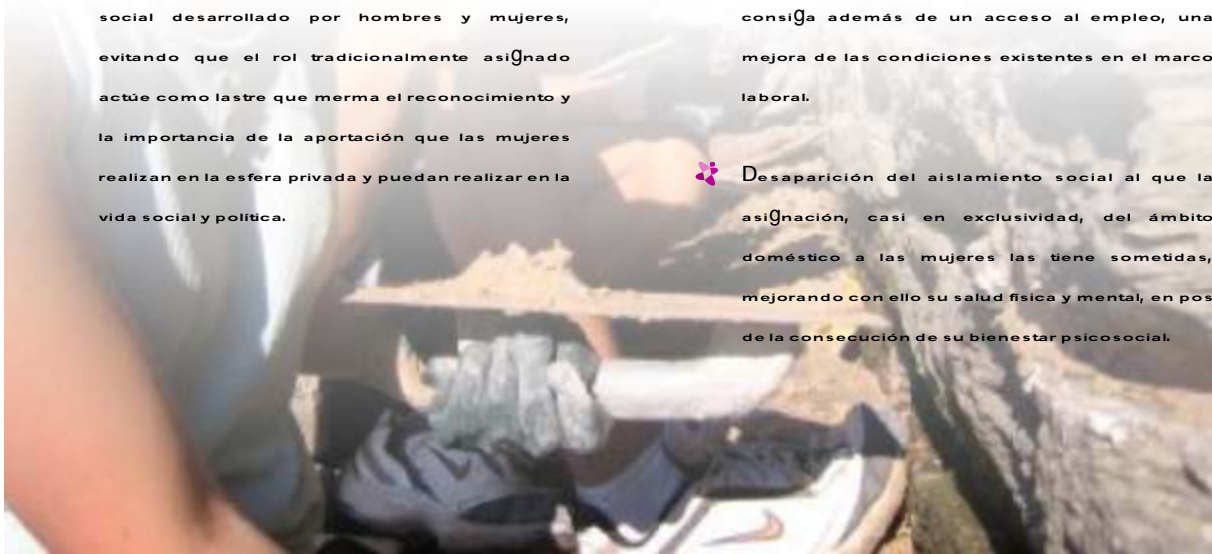 social desarrollado por hombres y mujeres,
evitando que el rol tradicionalmente asignado
actúe como lastre que merma el reconocimiento y
la importancia de la aportación que las mujeres
realizan en la esfera privada y puedan realizar en la
vida social y política.
consiga además de un acceso al empleo, una
mejora de las condiciones existentes en el marco
laboral.
Desaparición del aislamiento social al que la
asignación, casi en exclusividad, del ámbito
doméstico a las mujeres las tiene sometidas,
mejorando con ello su salud física y mental, en pos
de la consecución de su bienestar psicosocial.